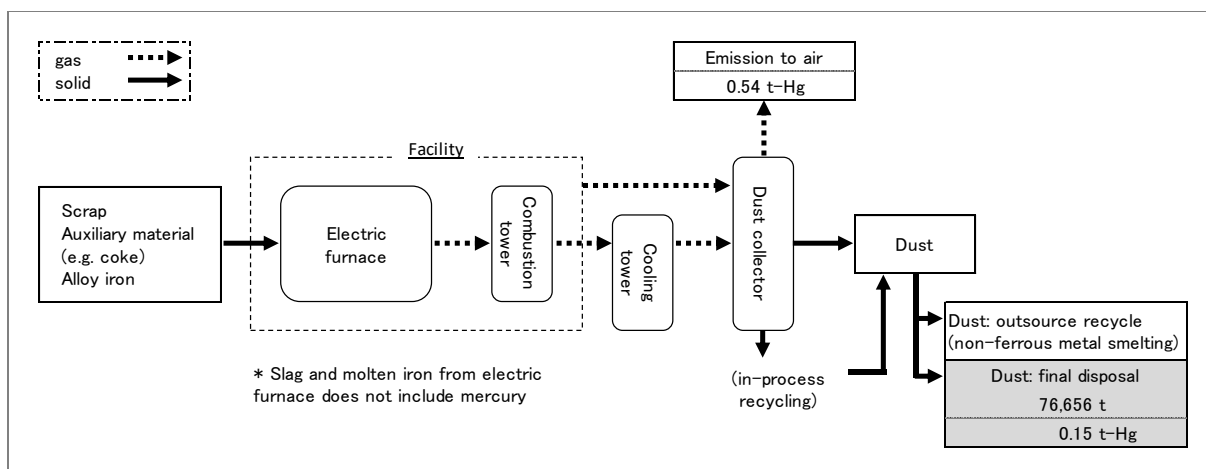 gas
solid
Emission to air
0.54 t-Hg
Facility
Scrap
Auxiliary material
(e.g. coke)
Alloy iron
Electric
furnace
Combustion
tower
Cooling
tower
Dust collector
Dust
Dust: outsource recycle
(non-ferrous metal smelting)
Dust: final disposal
76,656 t
0.15 t-Hg
(in-process
recycling)
* Slag and molten iron from electric
furnace does not include mercury